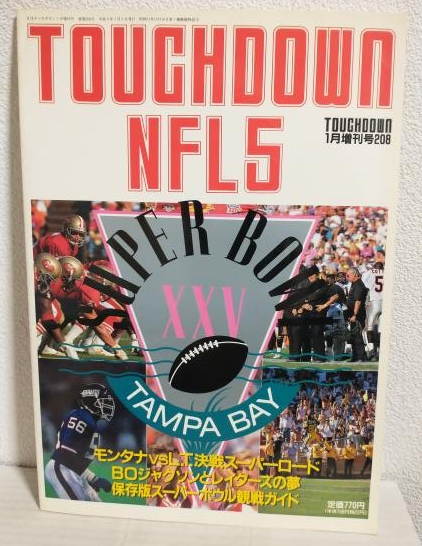 TOUCHDOWN
NFL5
TOUCHDOWN
1月増刊号208
SUPER BOWL
XXV
TAMPA BAY
56
5
モンタナvsL.T.決戦スーパーロード
BOジャクソンとレイダーズの夢
保存版スーパーボウル観戦ガイド
定価770円